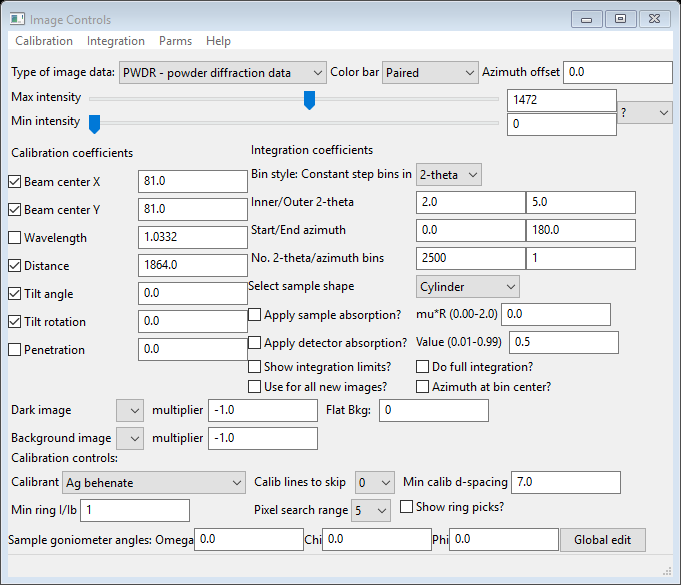 Image Controls
Calibration Integration Parms Help
Type of image data: PWDR - powder diffraction data Color bar Paired Azimuth offset 0.0
Max intensity 1472
Min intensity 0 ?
Calibration coefficients Integration coefficients
Bin style: Constant step bins in 2-theta
Beam center X 81.0
Inner/Outer 2-theta 2.0 5.0
Beam center Y 81.0
Start/End azimuth 0.0 180.0
Wavelength 1.0332
No. 2-theta/azimuth bins 2500 1
Distance 1864.0
Select sample shape Cylinder
Tilt angle 0.0
Apply sample absorption? mu*R (0.00-2.0) 0.0
Tilt rotation 0.0
Apply detector absorption? Value (0.01-0.99) 0.5
Penetration 0.0
Show integration limits? Do full integration?
Use for all new images? Azimuth at bin center?
Dark image multiplier -1.0 Flat Bkg: 0
Background image multiplier -1.0
Calibration controls:
Calibrant Ag behenate Calib lines to skip 0 Min calib d-spacing 7.0
Min ring I/Ib 1 Pixel search range 5 Show ring picks?
Sample goniometer angles: Omega 0.0 Chi 0.0 Phi 0.0 Global edit